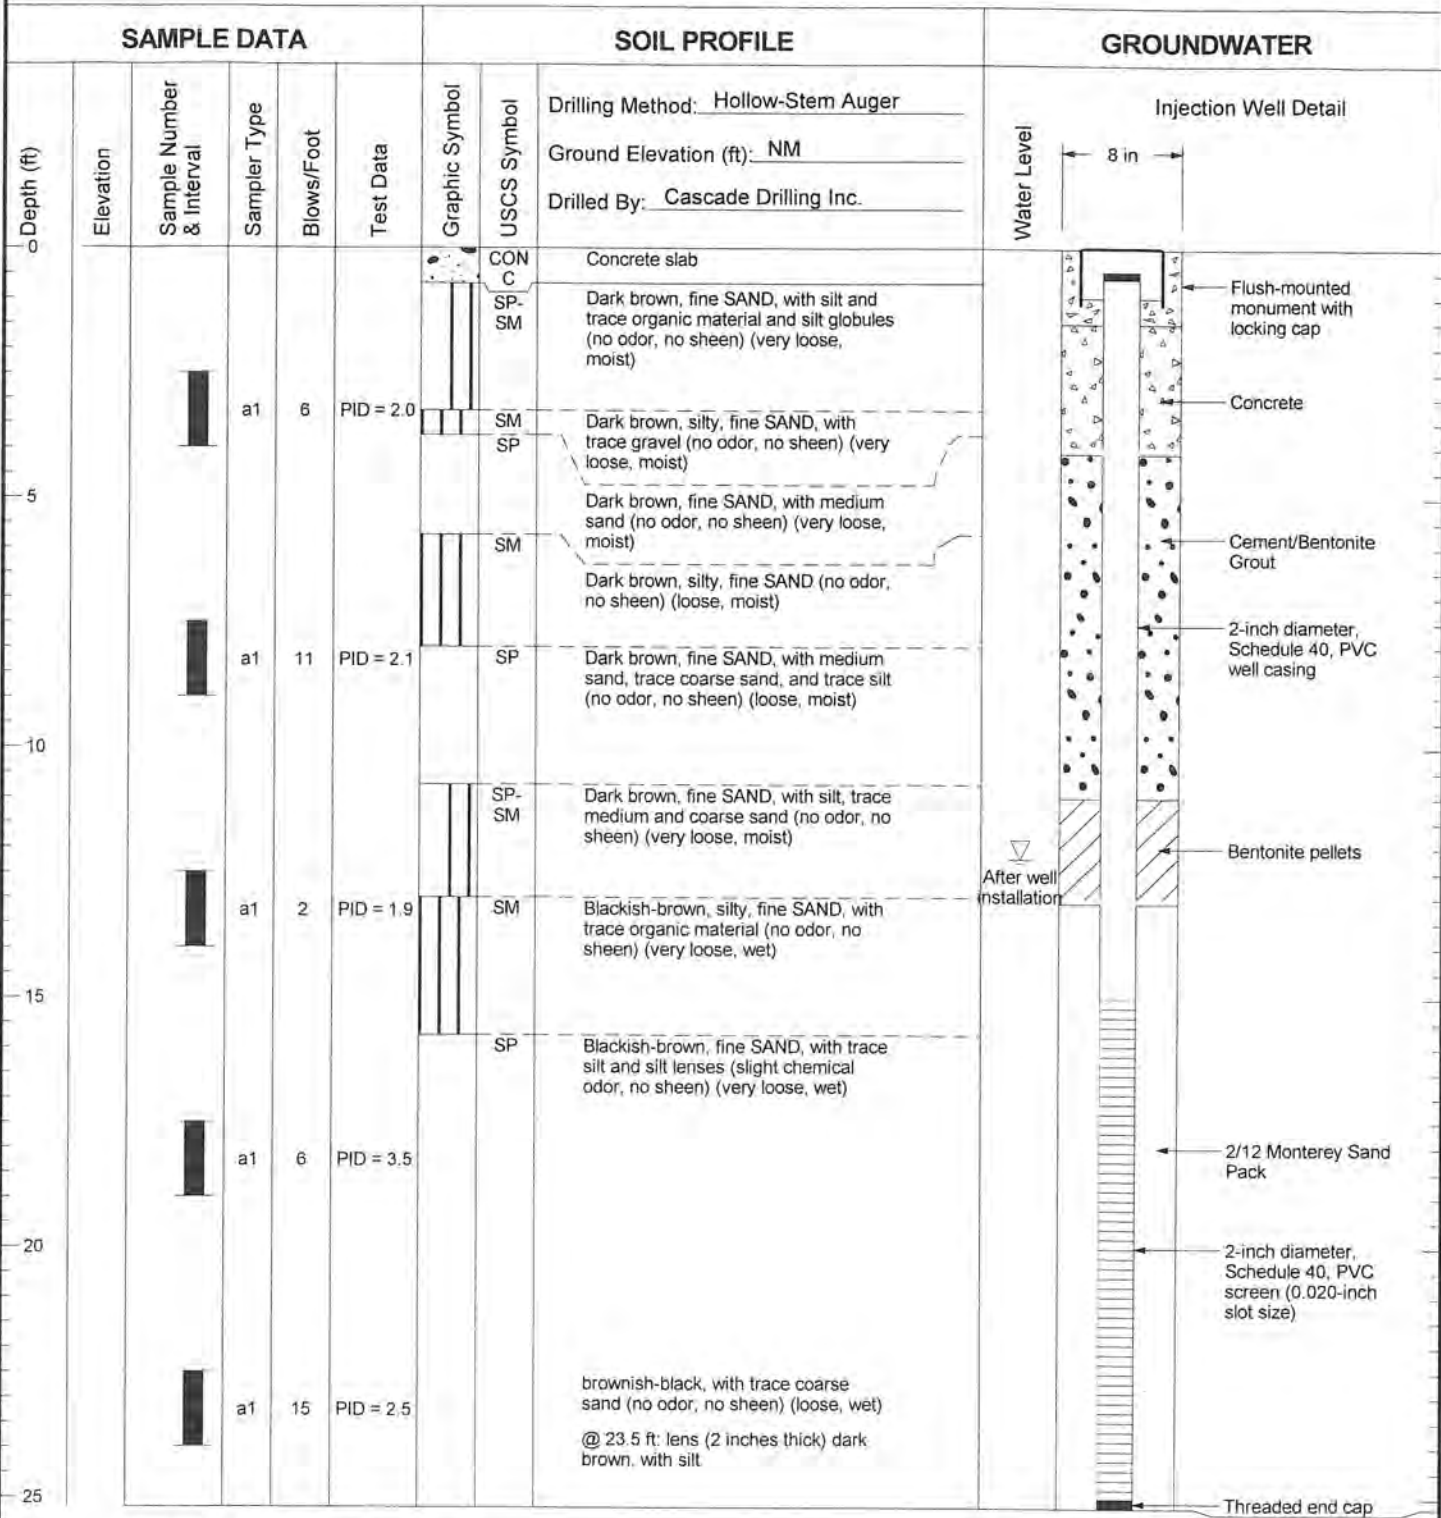 SAMPLE DATA
SOIL PROFILE
GROUNDWATER
Depth (ft)
Elevation
Sample Number
& Interval
Sampler Type
Blows/Foot
Test Data
Graphic Symbol
USCS Symbol
Drilling Method: Hollow-Stem Auger
Ground Elevation (ft): NM
Drilled By: Cascade Drilling Inc.
Water Level
Injection Well Detail
8 in
0
CON
C
Concrete slab
SP-
SM
Dark brown, fine SAND, with silt and
trace organic material and silt globules
(no odor, no sheen) (very loose,
moist)
Flush-mounted
monument with
locking cap
a1 6 PID = 2.0
SM
Dark brown, silty, fine SAND, with
trace gravel (no odor, no sheen) (very
loose, moist)
Concrete
SP
5
Dark brown, fine SAND, with medium
sand (no odor, no sheen) (very loose,
moist)
SM
Cement/Bentonite
Grout
Dark brown, silty, fine SAND (no odor,
no sheen) (loose, moist)
a1 11 PID = 2.1
SP
Dark brown, fine SAND, with medium
sand, trace coarse sand, and trace silt
(no odor, no sheen) (loose, moist)
2-inch diameter,
Schedule 40, PVC
well casing
10
SP-
SM
Dark brown, fine SAND, with silt, trace
medium and coarse sand (no odor, no
sheen) (very loose, moist)
Bentonite pellets
After well
installation
a1 2 PID = 1.9
SM
Blackish-brown, silty, fine SAND, with
trace organic material (no odor, no
sheen) (very loose, wet)
15
SP
Blackish-brown, fine SAND, with trace
silt and silt lenses (slight chemical
odor, no sheen) (very loose, wet)
a1 6 PID = 3.5
2/12 Monterey Sand
Pack
20
2-inch diameter,
Schedule 40, PVC
screen (0.020-inch
slot size)
a1 15 PID = 2.5
brownish-black, with trace coarse
sand (no odor, no sheen) (loose, wet)
@ 23.5 ft: lens (2 inches thick) dark
brown, with silt
25
Threaded end cap